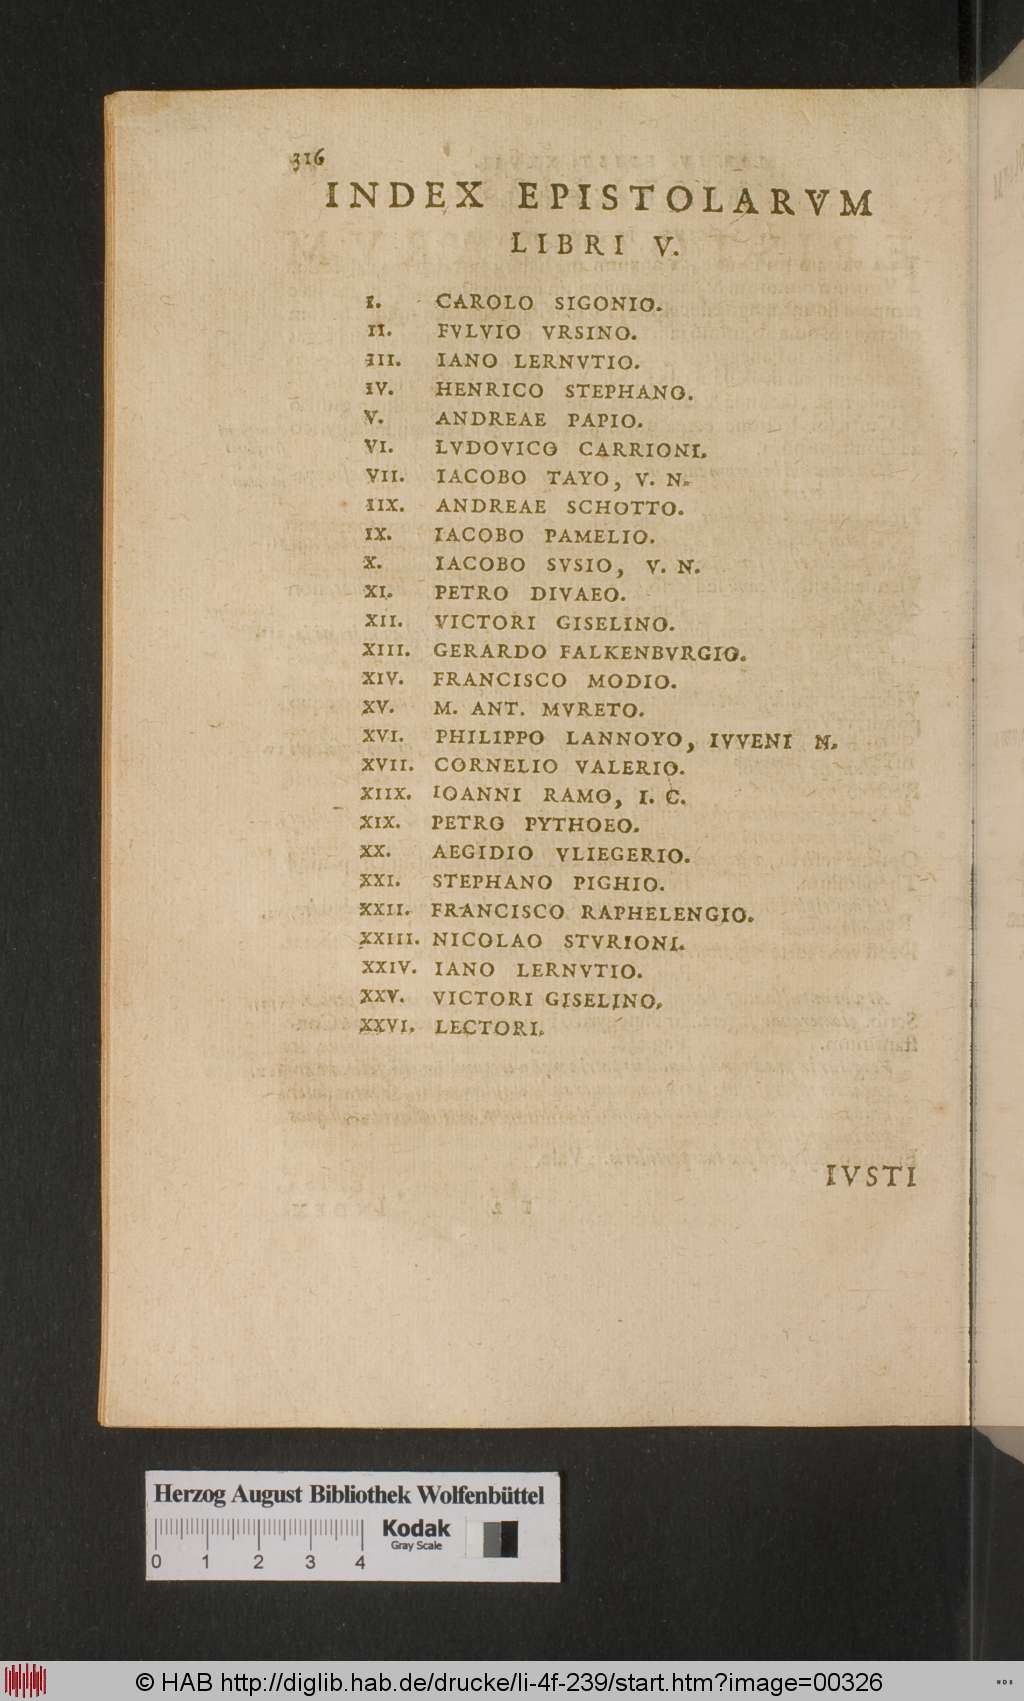 316
INDEX EPISTOLARVM
LIBRI V.
I. CAROLO SIGONIO.
II. FVLVIO VRSINO.
III. IANO LERNVTIO.
IV. HENRICO STEPHANO.
V. ANDREAE PAPIO.
VI. LVDOVICO CARRIONI.
VII. IACOBO TAYO, V. N.
IIX. ANDREAE SCHOTTO.
IX. IACOBO PAMELIO.
X. IACOBO SVSIO, V. N.
XI. PETRO DIVAEO.
XII. VICTORI GISELINO.
XIII. GERARDO FALKENBVRGIO.
XIV. FRANCISCO MODIO.
XV. M. ANT. MVRETO.
XVI. PHILIPPO LANNOYO, IVVENI N.
XVII. CORNELIO VALERIO.
XIIX. IOANNI RAMO, I. C.
XIX. PETRO PYTHOEO.
XX. AEGIDIO VLIEGERIO.
XXI. STEPHANO PIGHIO.
XXII. FRANCISCO RAPHELENGIO.
XXIII. NICOLAO STVRIONI.
XXIV. IANO LERNVTIO.
XXV. VICTORI GISELINO.
XXVI. LECTORI.
IVSTI
Herzog August Bibliothek Wolfenbüttel
Kodak
Gray Scale
0 1 2 3 4
© HAB http://diglib.hab.de/drucke/li-4f-239/start.htm?image=00326